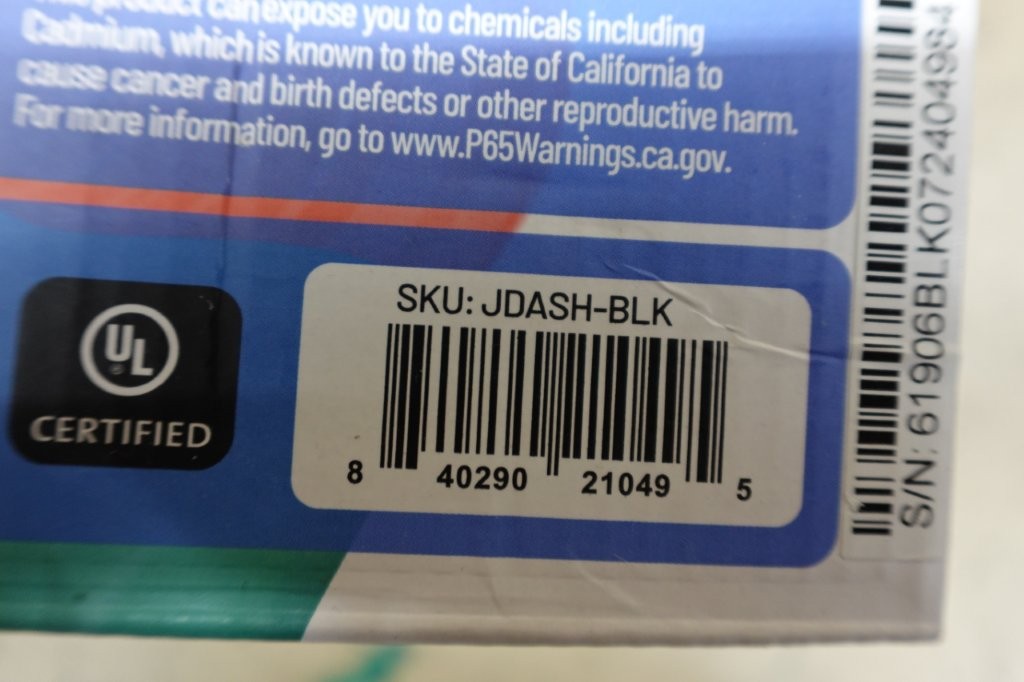 This product can expose you to chemicals including
Cadmium, which is known to the State of California to
cause cancer and birth defects or other reproductive harm.
For more information, go to www.P65Warnings.ca.gov.
UL
®
CERTIFIED
SKU: JDASH-BLK
8 40290 21049 5
S/N: 61906BLK072404984